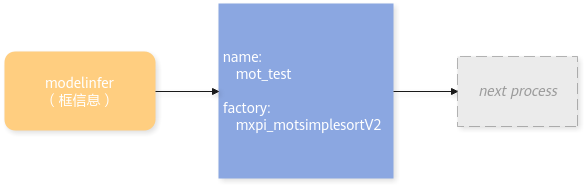 modelinfer
（框信息）
name:
mot_test
factory:
mxpi_motsimplesortV2
next process